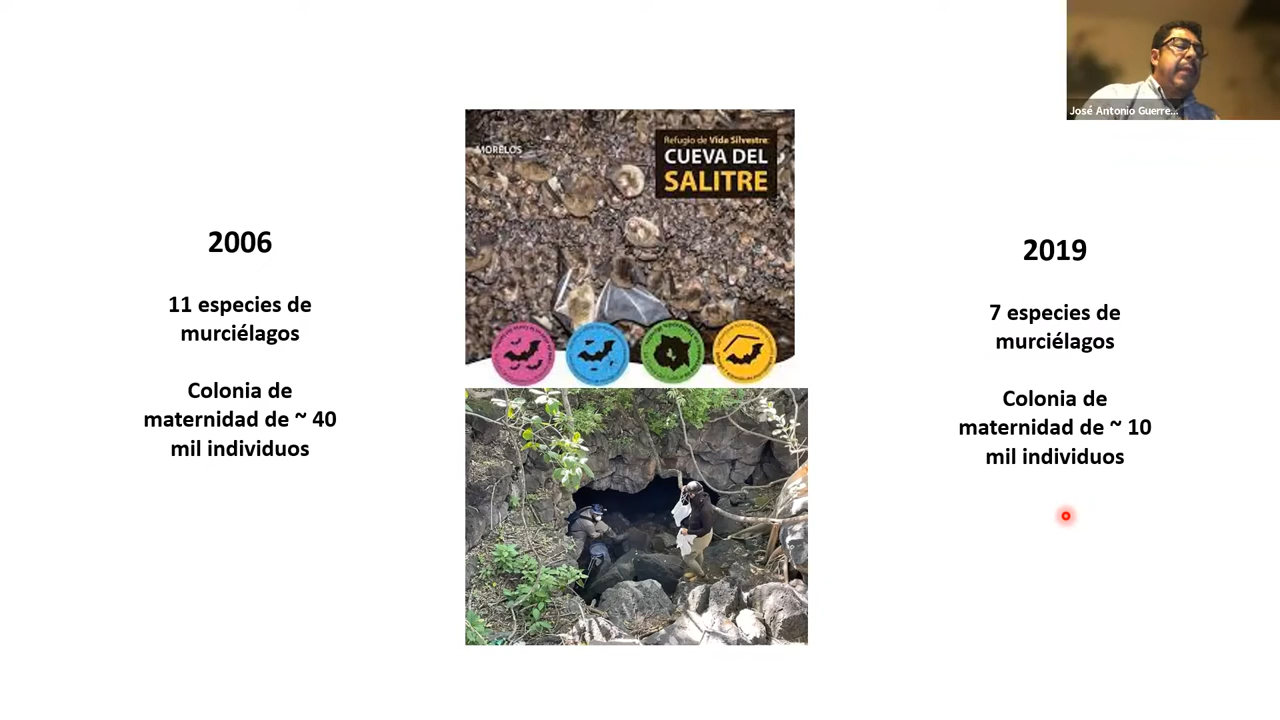 José Antonio Guerre...
MORELOS
Refugio de Vida Silvestre:
CUEVA DEL
SALITRE
2006
11 especies de
murciélagos
Colonia de
maternidad de ~ 40
mil individuos
2019
7 especies de
murciélagos
Colonia de
maternidad de ~ 10
mil individuos